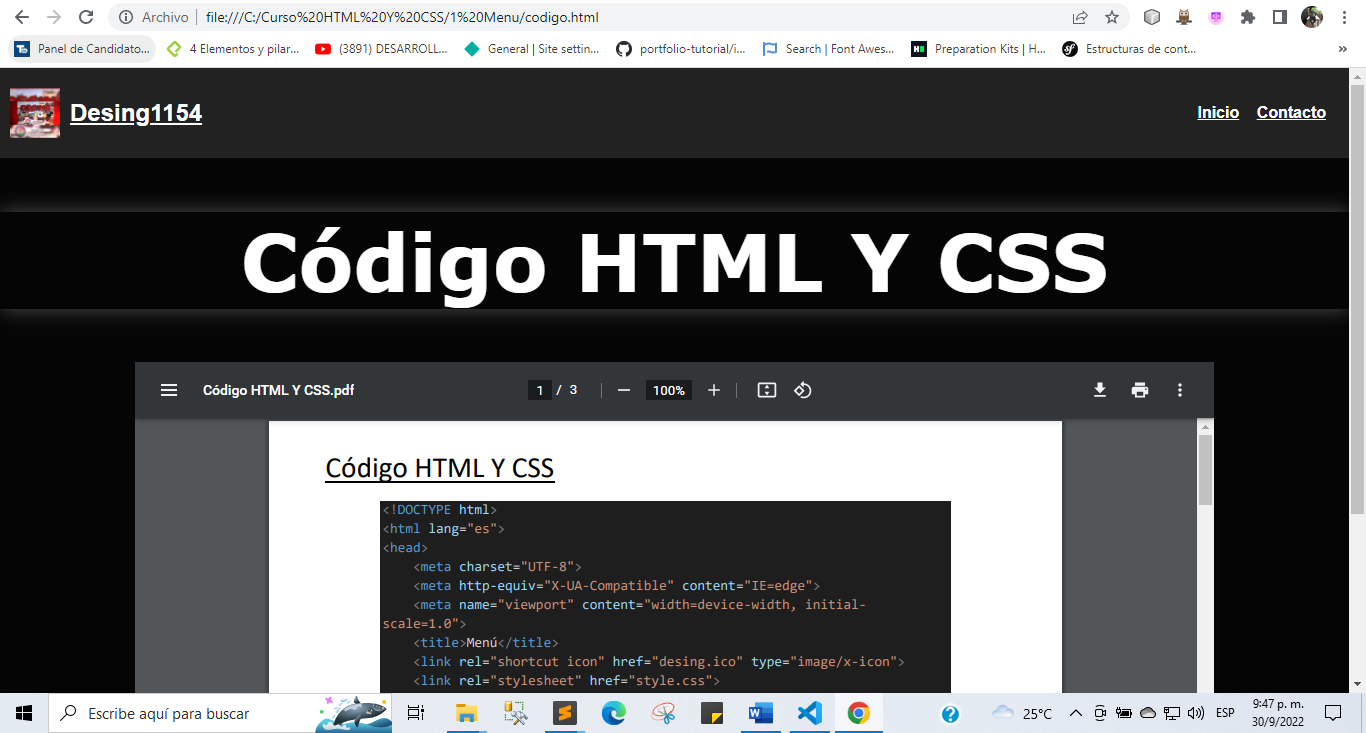 Archivo | file:///C:/Curso%20HTML%20Y%20CSS/1%20Menu/codigo.html
Panel de Candidato... 4 Elementos y pilar... (3891) DESARROLL... General | Site settin... portfolio-tutorial/i... Search | Font Awes... Preparation Kits | H... Estructuras de cont... »
Desing1154 Inicio Contacto
Código HTML Y CSS
Código HTML Y CSS.pdf 1 / 3 100%
Código HTML Y CSS
<!DOCTYPE html>
<html lang="es">
<head>
<meta charset="UTF-8">
<meta http-equiv="X-UA-Compatible" content="IE=edge">
<meta name="viewport" content="width=device-width, initial-
scale=1.0">
<title>Menú</title>
<link rel="shortcut icon" href="desing.ico" type="image/x-icon">
<link rel="stylesheet" href="style.css">
Escribe aquí para buscar 25°C ESP 9:47 p. m.
30/9/2022